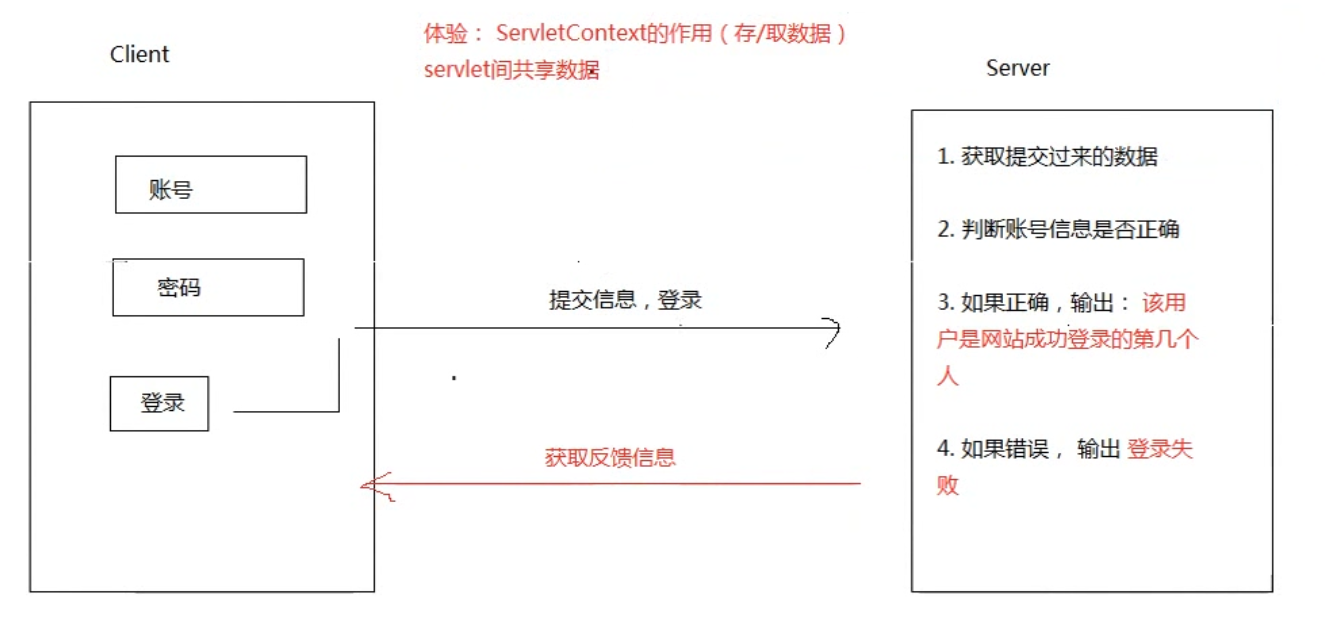 体验： ServletContext的作用（存/取数据）
servlet间共享数据
Client
账号
密码
登录
提交信息，登录
获取反馈信息
Server
1. 获取提交过来的数据
2. 判断账号信息是否正确
3. 如果正确，输出： 该用
户是网站成功登录的第几个
人
4. 如果错误， 输出 登录失
败